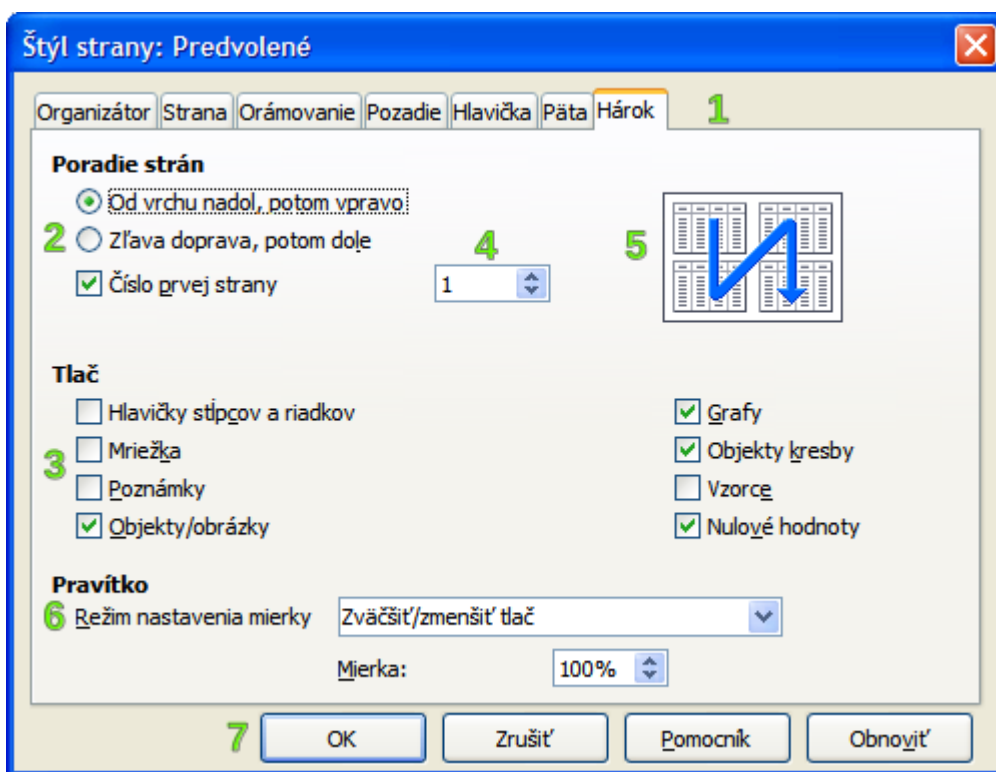 Štýl strany: Predvolené
Organizátor Strana Orámovanie Pozadie Hlavička Päta Hárok 1
Poradie strán
Od vrchu nadol, potom vpravo
2 Zľava doprava, potom dole 4 5
Číslo prvej strany 1
Tlač
Hlavičky stĺpcov a riadkov Grafy
3 Mriežka Objekty kresby
Poznámky Vzorce
Objekty/obrázky Nulové hodnoty
Pravítko
6 Režim nastavenia mierky Zväčšiť/zmenšiť tlač
Mierka: 100%
7 OK Zrušiť Pomocník Obnoviť